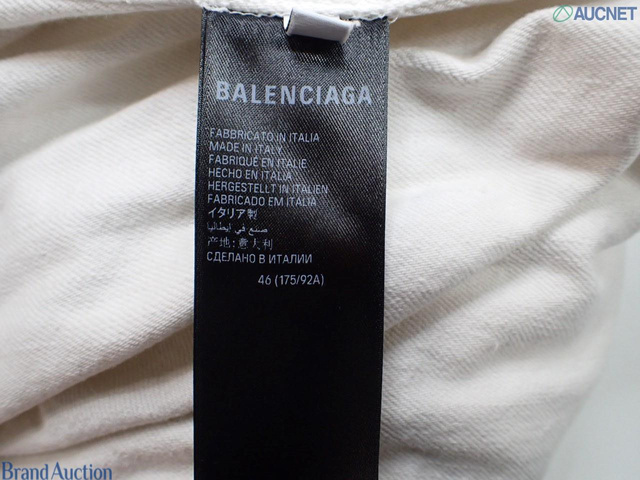 AUCNET
BALENCIAGA
FABBRICATO IN ITALIA
MADE IN ITALY
FABRIQUÉ EN ITALIE
HECHO EN ITALIA
HERGESTELLT IN ITALIEN
FABRICADO EM ITALIA
イタリア製
صنع في ايطاليا
产地: 意大利
СДЕЛАНО В ИТАЛИИ
46 (175/92A)
Brand Auction